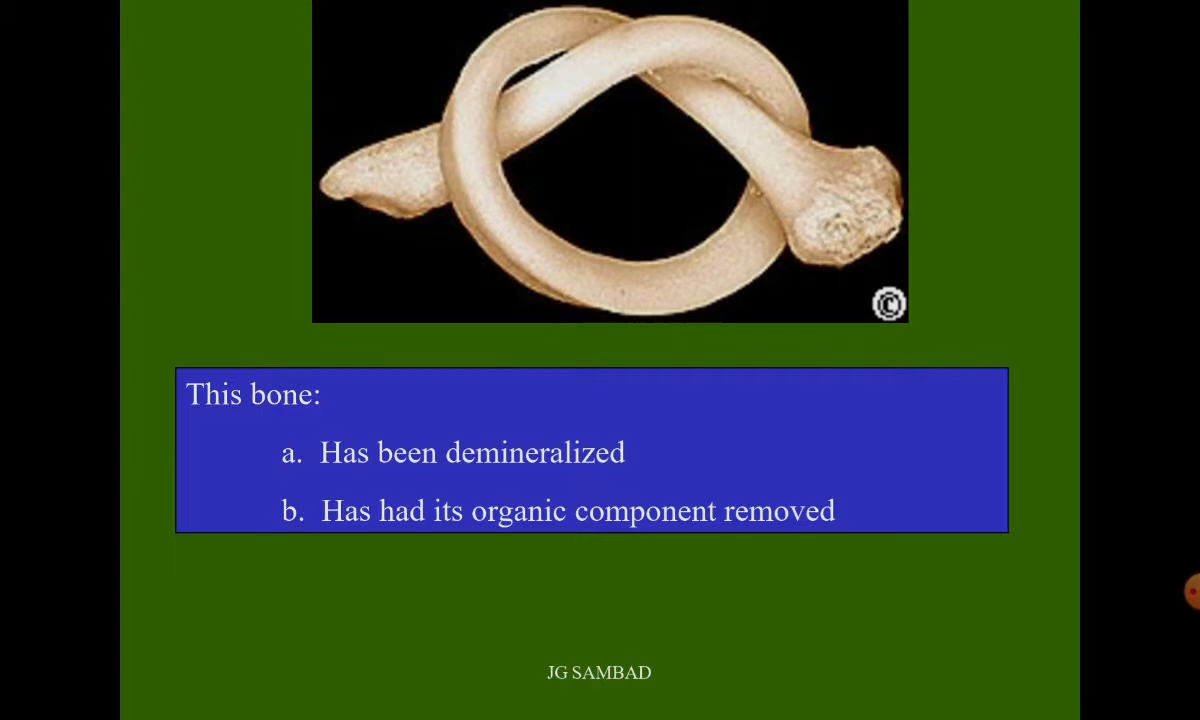 ©
This bone:
a. Has been demineralized
b. Has had its organic component removed
JG SAMBAD